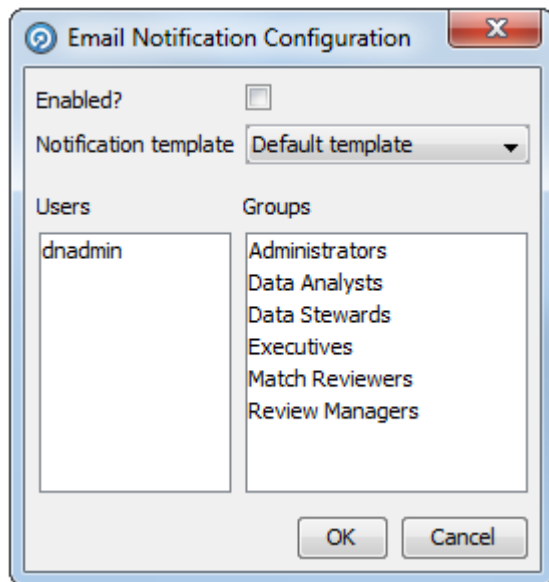 Email Notification Configuration
Enabled?
Notification template Default template
Users Groups
dnadmin
Administrators
Data Analysts
Data Stewards
Executives
Match Reviewers
Review Managers
OK Cancel